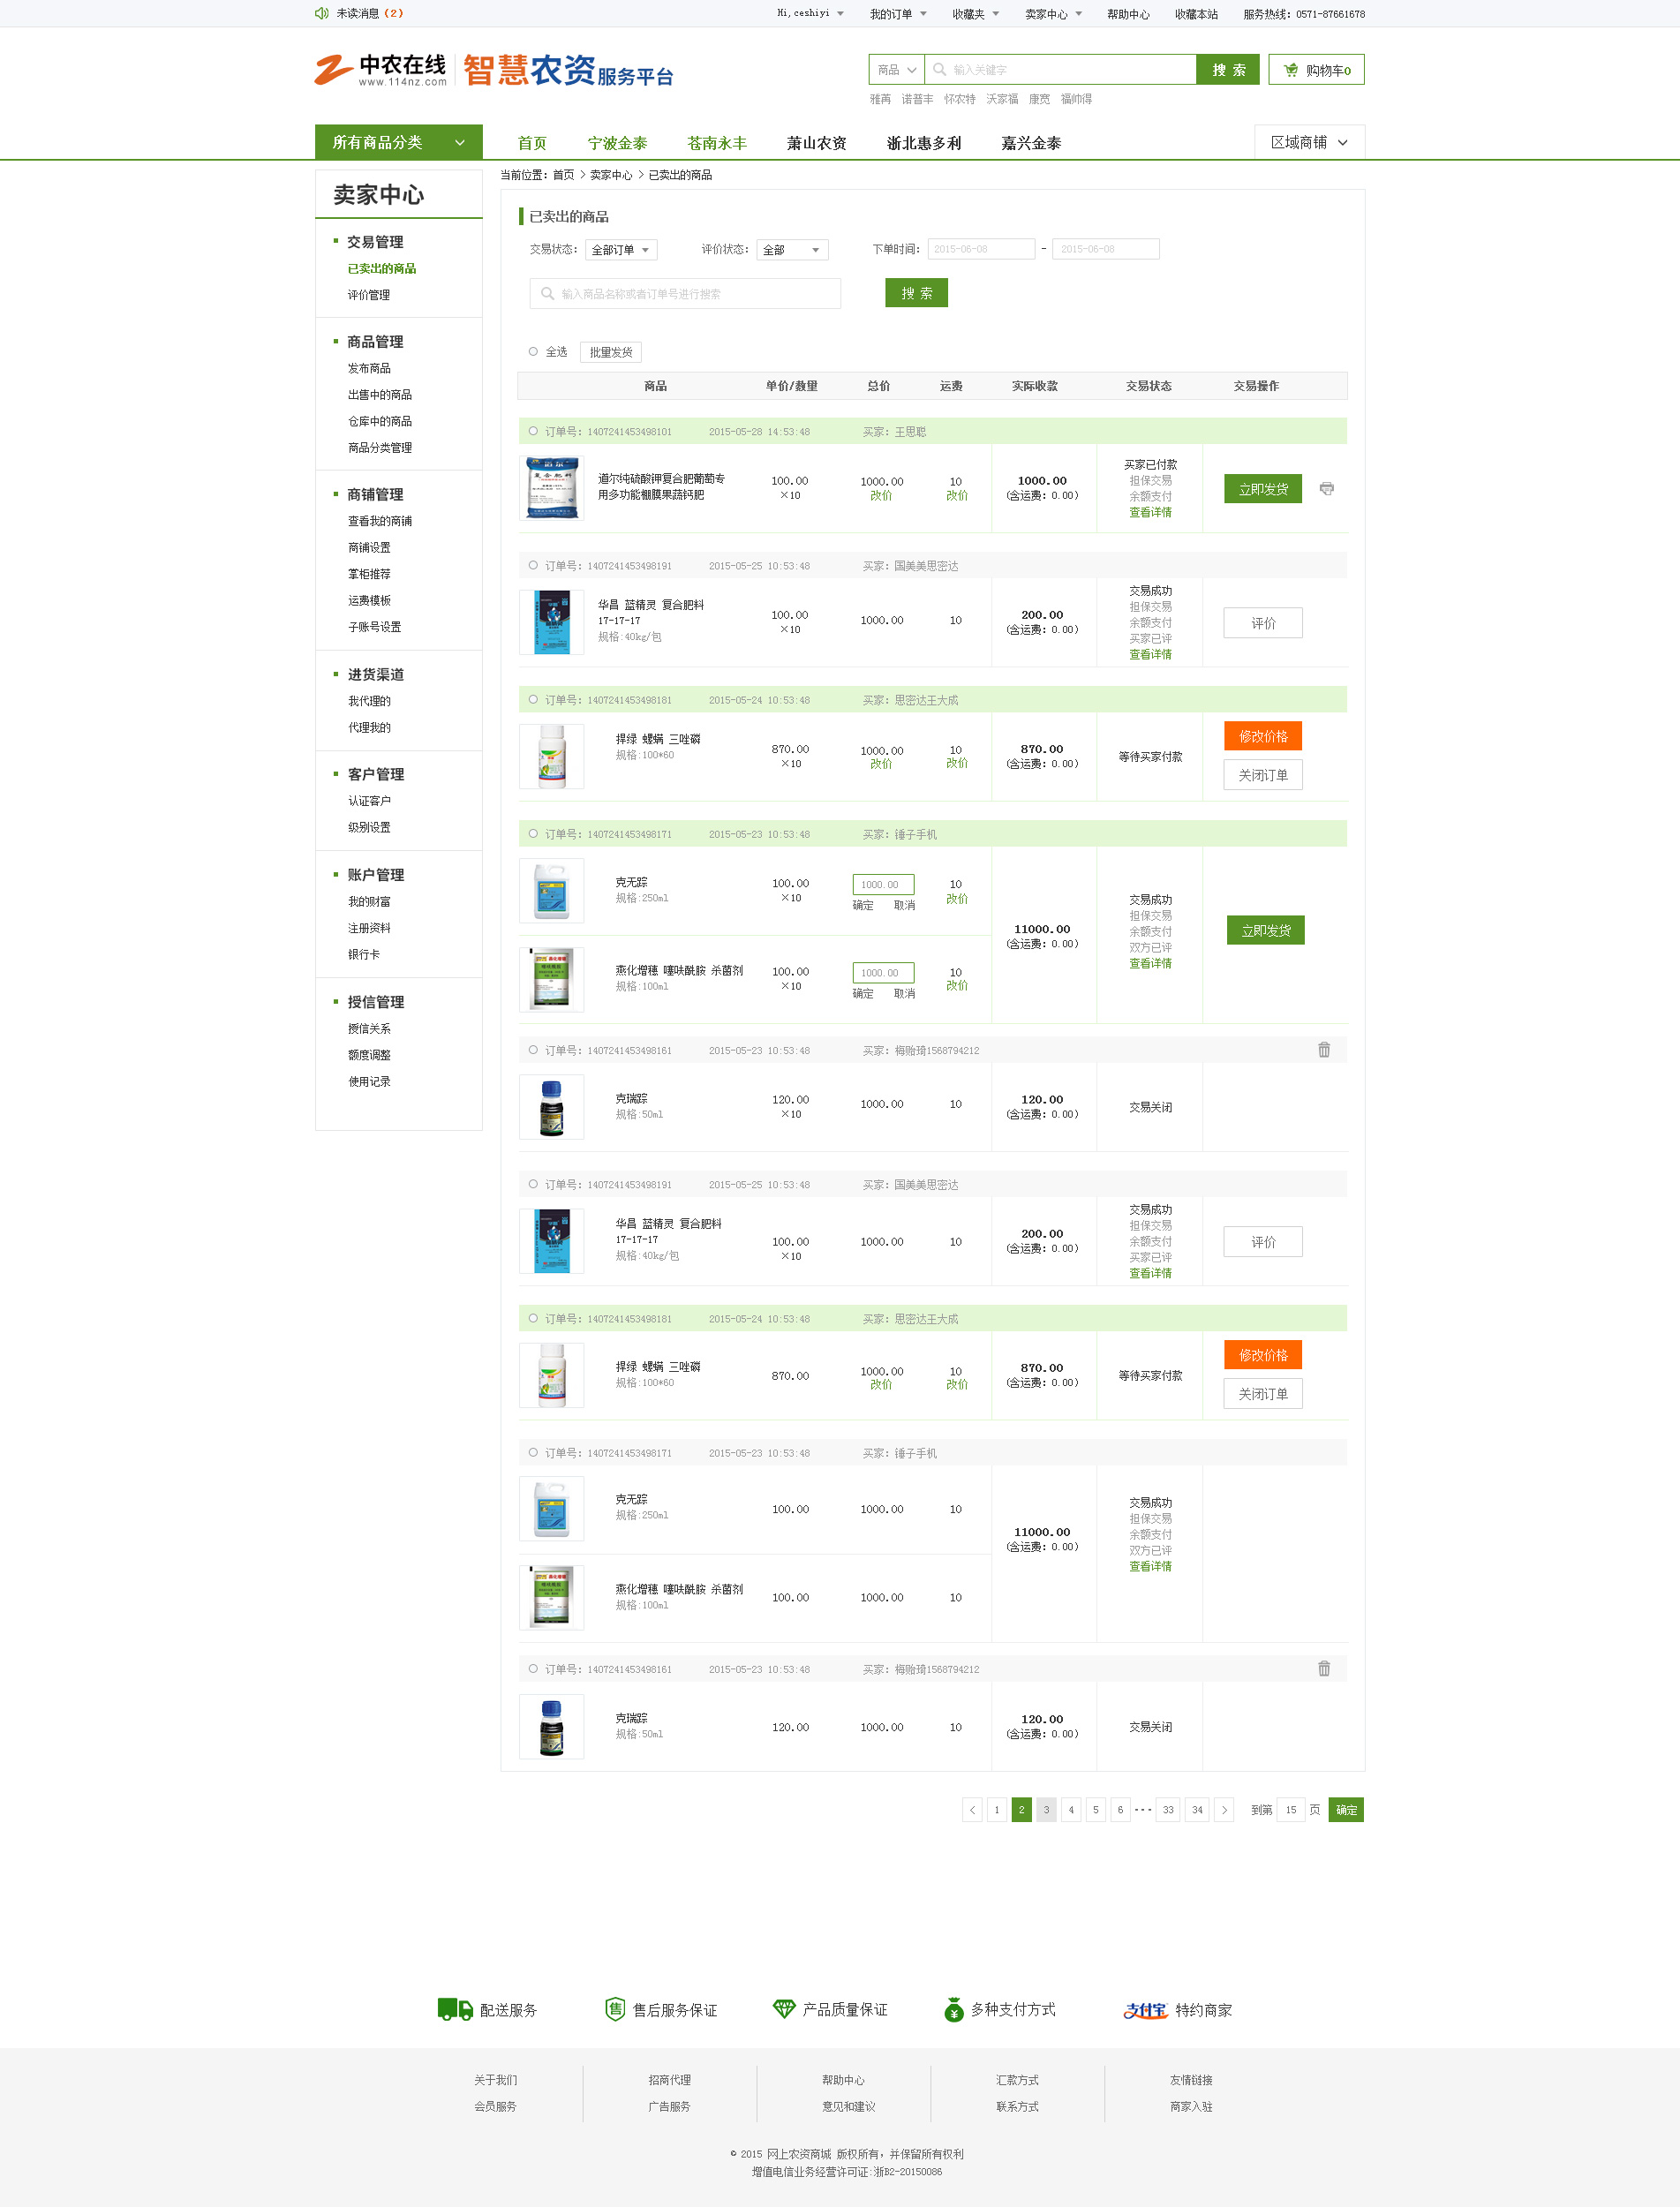 未读消息（2）
Hi,ceshiyi
我的订单
收藏夹
卖家中心
帮助中心
收藏本站
服务热线：0571-87661678
中农在线
www.114nz.com
智慧农资服务平台
商品
输入关键字
搜 索
购物车0
雅苒 诺普丰 怀农特 沃家福 康宽 福帅得
所有商品分类
首页
宁波金泰
苍南永丰
萧山农资
浙北惠多利
嘉兴金泰
区域商铺
卖家中心
交易管理
已卖出的商品
评价管理
商品管理
发布商品
出售中的商品
仓库中的商品
商品分类管理
商铺管理
查看我的商铺
商铺设置
掌柜推荐
运费模板
子账号设置
进货渠道
我代理的
代理我的
客户管理
认证客户
级别设置
账户管理
我的财富
注册资料
银行卡
授信管理
授信关系
额度调整
使用记录
当前位置：首页 > 卖家中心 > 已卖出的商品
已卖出的商品
交易状态： 全部订单
评价状态： 全部
下单时间： 2015-06-08 - 2015-06-08
输入商品名称或者订单号进行搜索
搜 索
全选 批量发货
商品 单价/数量 总价 运费 实际收款 交易状态 交易操作
订单号：1407241453498101 2015-05-28 14:53:48 买家：王思聪
复合肥料
道尔纯硫酸钾复合肥葡萄专
用多功能棚膜果蔬钙肥
100.00
×10
1000.00
改价
10
改价
1000.00
(含运费：0.00)
买家已付款
担保交易
余额支付
查看详情
立即发货
订单号：1407241453498191 2015-05-25 10:53:48 买家：国美美思密达
华昌 蓝精灵 复合肥料
17-17-17
规格:40kg/包
100.00
×10
1000.00
10
200.00
(含运费：0.00)
交易成功
担保交易
余额支付
买家已评
查看详情
评价
订单号：1407241453498181 2015-05-24 10:53:48 买家：思密达王大成
捍绿 螺螨 三唑磷
规格:100*60
870.00
×10
1000.00
改价
10
改价
870.00
(含运费：0.00)
等待买家付款
修改价格
关闭订单
订单号：1407241453498171 2015-05-23 10:53:48 买家：锤子手机
克无踪
规格:250ml
100.00
×10
1000.00
确定 取消
10
改价
燕化增穗 噻呋酰胺 杀菌剂
规格:100ml
100.00
×10
1000.00
确定 取消
10
改价
11000.00
(含运费：0.00)
交易成功
担保交易
余额支付
双方已评
查看详情
立即发货
订单号：1407241453498161 2015-05-23 10:53:48 买家：梅贻琦1568794212
克瑞踪
规格:50ml
120.00
×10
1000.00
10
120.00
(含运费：0.00)
交易关闭
订单号：1407241453498191 2015-05-25 10:53:48 买家：国美美思密达
华昌 蓝精灵 复合肥料
17-17-17
规格:40kg/包
100.00
×10
1000.00
10
200.00
(含运费：0.00)
交易成功
担保交易
余额支付
买家已评
查看详情
评价
订单号：1407241453498181 2015-05-24 10:53:48 买家：思密达王大成
捍绿 螺螨 三唑磷
规格:100*60
870.00
1000.00
改价
10
改价
870.00
(含运费：0.00)
等待买家付款
修改价格
关闭订单
订单号：1407241453498171 2015-05-23 10:53:48 买家：锤子手机
克无踪
规格:250ml
100.00
1000.00
10
燕化增穗 噻呋酰胺 杀菌剂
规格:100ml
100.00
1000.00
10
11000.00
(含运费：0.00)
交易成功
担保交易
余额支付
双方已评
查看详情
订单号：1407241453498161 2015-05-23 10:53:48 买家：梅贻琦1568794212
克瑞踪
规格:50ml
120.00
1000.00
10
120.00
(含运费：0.00)
交易关闭
< 1 2 3 4 5 6 ··· 33 34 > 到第 15 页 确定
配送服务
售 售后服务保证
产品质量保证
¥ 多种支付方式
支付宝 特约商家
关于我们 招商代理 帮助中心 汇款方式 友情链接
会员服务 广告服务 意见和建议 联系方式 商家入驻
© 2015 网上农资商城 版权所有，并保留所有权利
增值电信业务经营许可证:浙B2-20150086